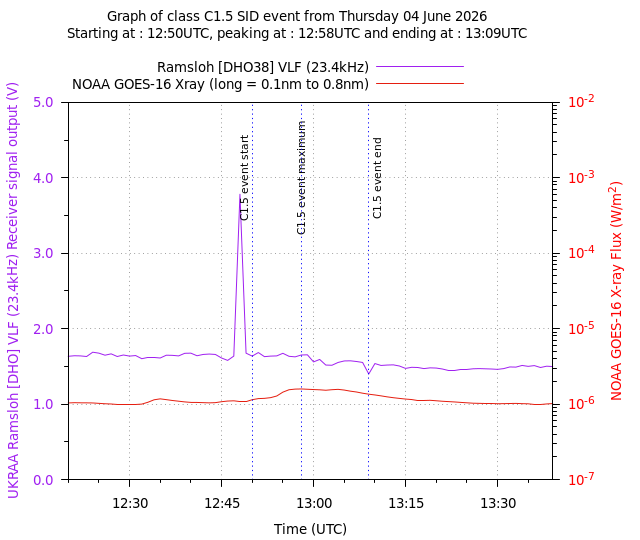 Graph of class C1.5 SID event from Thursday 04 June 2026
Starting at : 12:50UTC, peaking at : 12:58UTC and ending at : 13:09UTC
Ramsloh [DHO38] VLF (23.4kHz)
NOAA GOES-16 Xray (long = 0.1nm to 0.8nm)
UKRAA Ramsloh [DHO] VLF (23.4kHz) Receiver signal output (V)
5.0
4.0
3.0
2.0
1.0
0.0
C1.5 event start
C1.5 event maximum
C1.5 event end
10^-2
10^-3
10^-4
10^-5
10^-6
10^-7
NOAA GOES-16 X-ray Flux (W/m²)
12:30
12:45
13:00
13:15
13:30
Time (UTC)